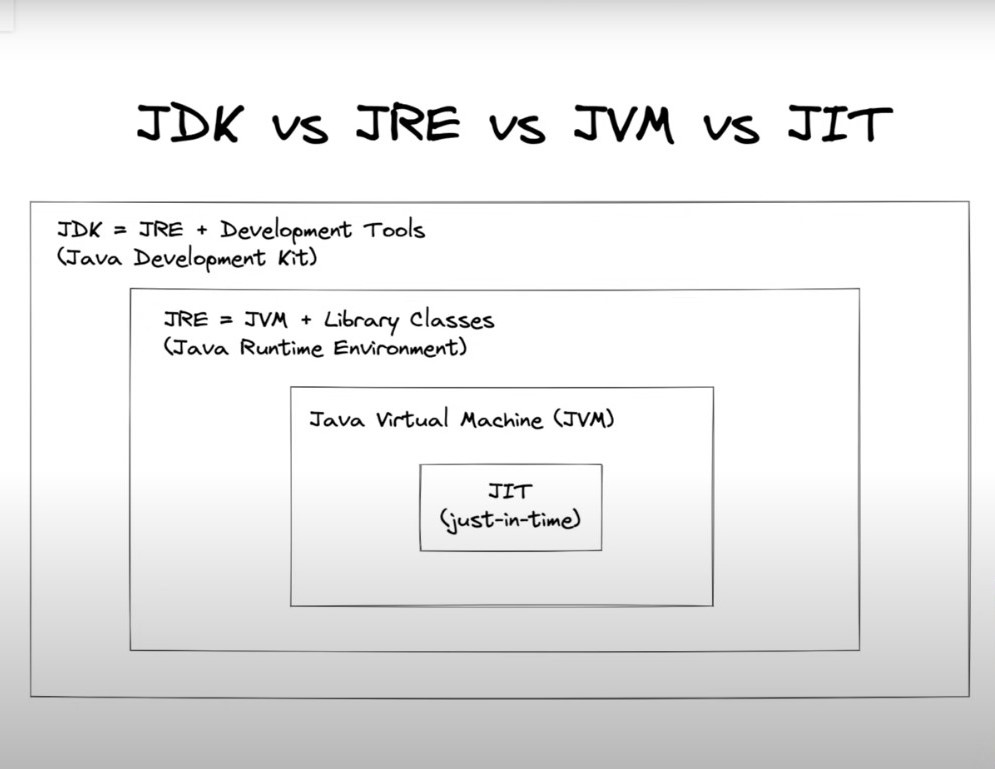 JDK vs JRE vs JVM vs JIT
JDK = JRE + Development Tools
(Java Development Kit)
JRE = JVM + Library Classes
(Java Runtime Environment)
Java Virtual Machine (JVM)
JIT
(just-in-time)